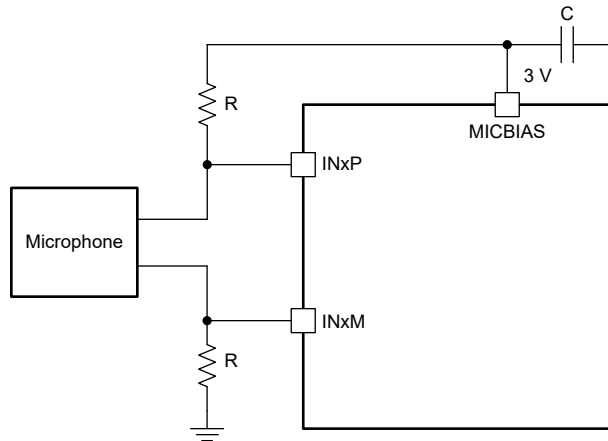 C
3 V
R
MICBIAS
INxP
Microphone
INxM
R